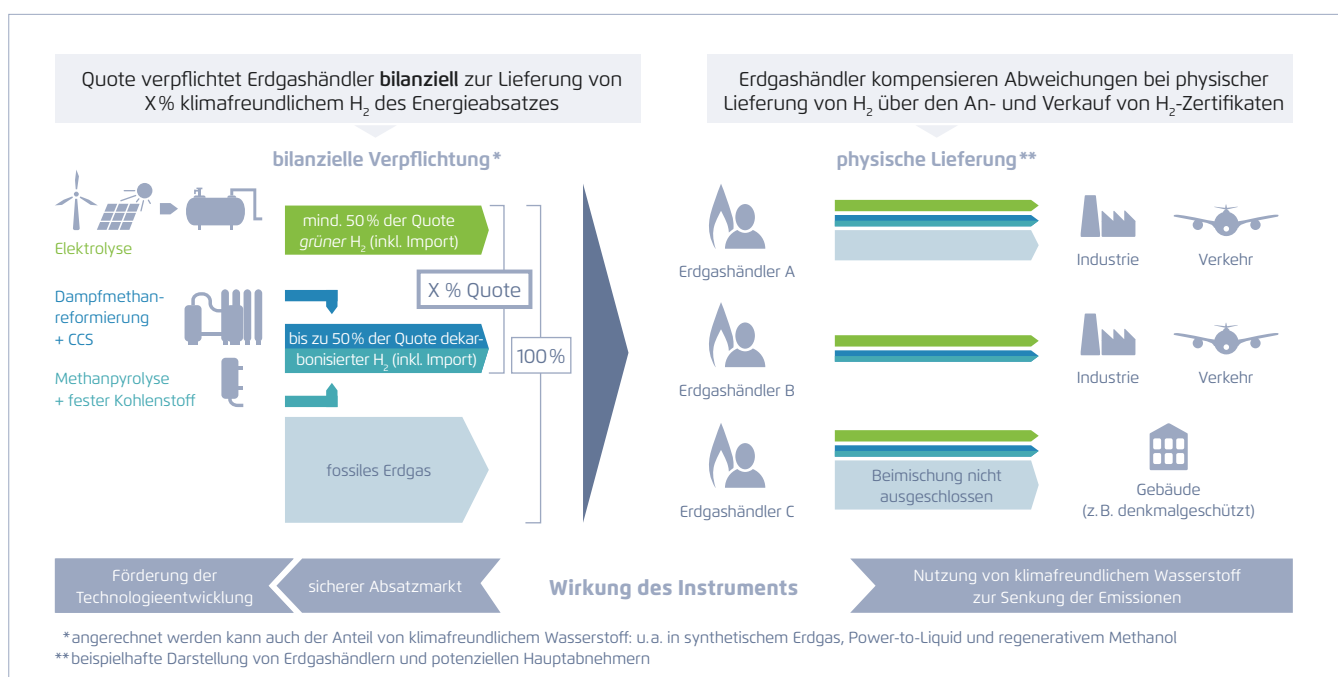 Quote verpflichtet Erdgashändler bilanziell zur Lieferung von
X % klimafreundlichem H₂ des Energieabsatzes
Erdgashändler kompensieren Abweichungen bei physischer
Lieferung von H₂ über den An- und Verkauf von H₂-Zertifikaten
bilanzielle Verpflichtung*
physische Lieferung**
Elektrolyse
mind. 50 % der Quote
grüner H₂ (inkl. Import)
Dampfmethan-
reformierung
+ CCS
X % Quote
bis zu 50 % der Quote dekar-
bonisierter H₂ (inkl. Import)
100 %
Methanpyrolyse
+ fester Kohlenstoff
fossiles Erdgas
Erdgashändler A
Industrie
Verkehr
Erdgashändler B
Industrie
Verkehr
Erdgashändler C
Beimischung nicht
ausgeschlossen
Gebäude
(z. B. denkmalgeschützt)
Förderung der
Technologieentwicklung
sicherer Absatzmarkt
Wirkung des Instruments
Nutzung von klimafreundlichem Wasserstoff
zur Senkung der Emissionen
* angerechnet werden kann auch der Anteil von klimafreundlichem Wasserstoff: u. a. in synthetischem Erdgas, Power-to-Liquid und regenerativem Methanol
** beispielhafte Darstellung von Erdgashändlern und potenziellen Hauptabnehmern